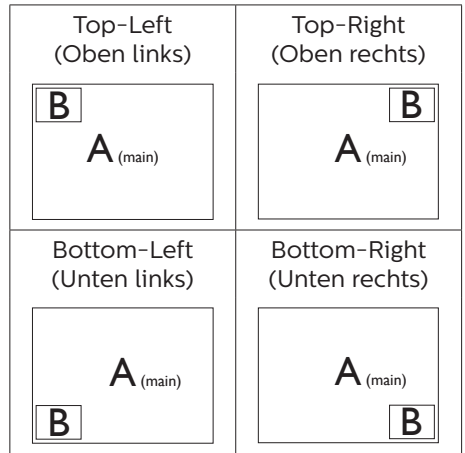 Top-Left
(Oben links)
B
A (main)
Top-Right
(Oben rechts)
B
A (main)
Bottom-Left
(Unten links)
A (main)
B
Bottom-Right
(Unten rechts)
A (main)
B